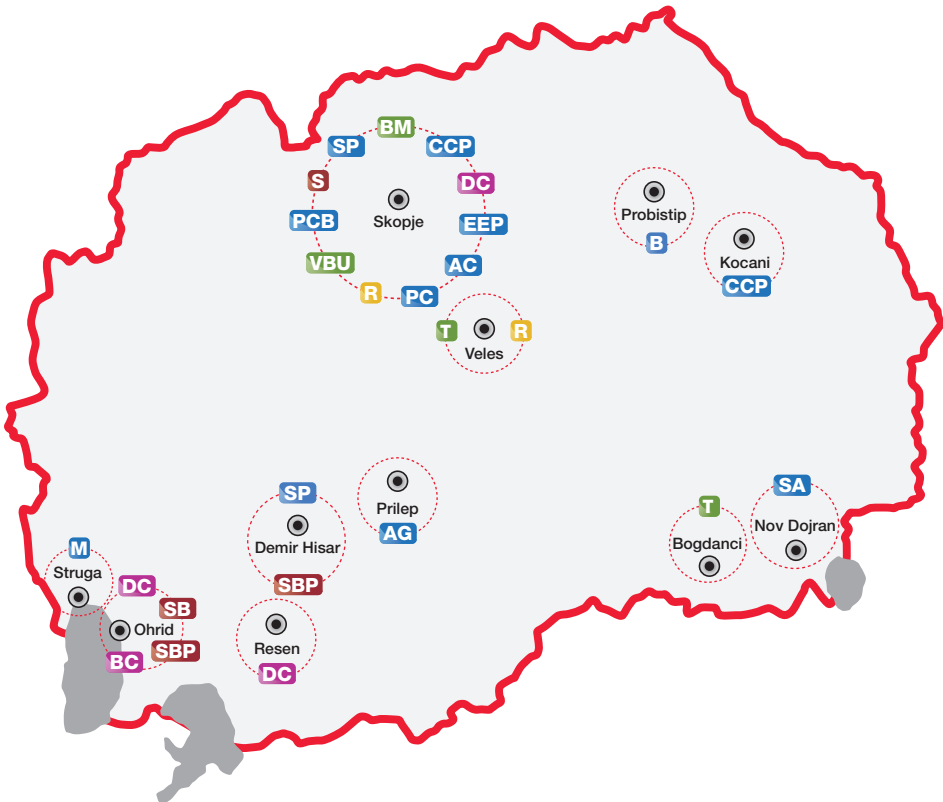 BM
SP
CCP
S
DC
Skopje
PCB
EEP
VBU
AC
R
PC
Probistip
B
Kocani
CCP
T
R
Veles
SP
Demir Hisar
SBP
Prilep
AG
SA
Nov Dojran
T
Bogdanci
M
Struga
DC
SB
Ohrid
SBP
BC
Resen
DC